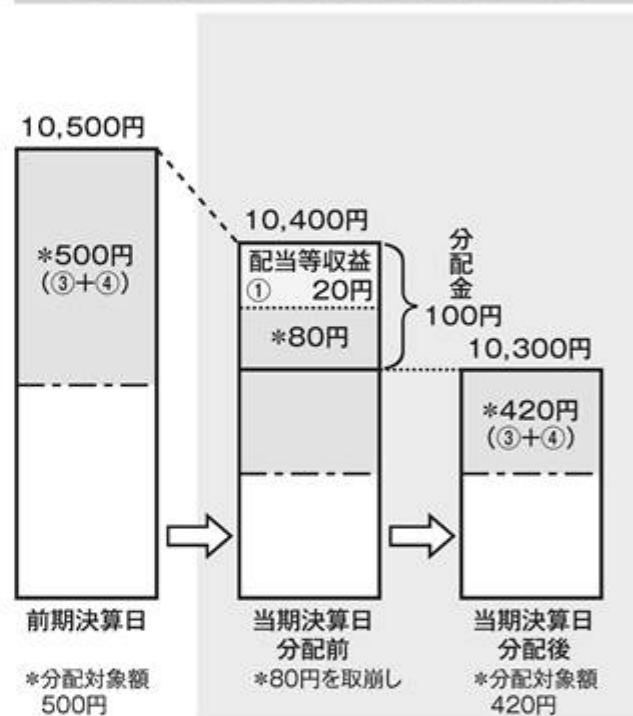 10,500円
*500円
(③+④)
前期決算日
*分配対象額
500円
10,400円
配当等収益
① 20円
*80円
分配金
100円
当期決算日
分配前
*80円を取崩し
10,300円
*420円
(③+④)
当期決算日
分配後
*分配対象額
420円